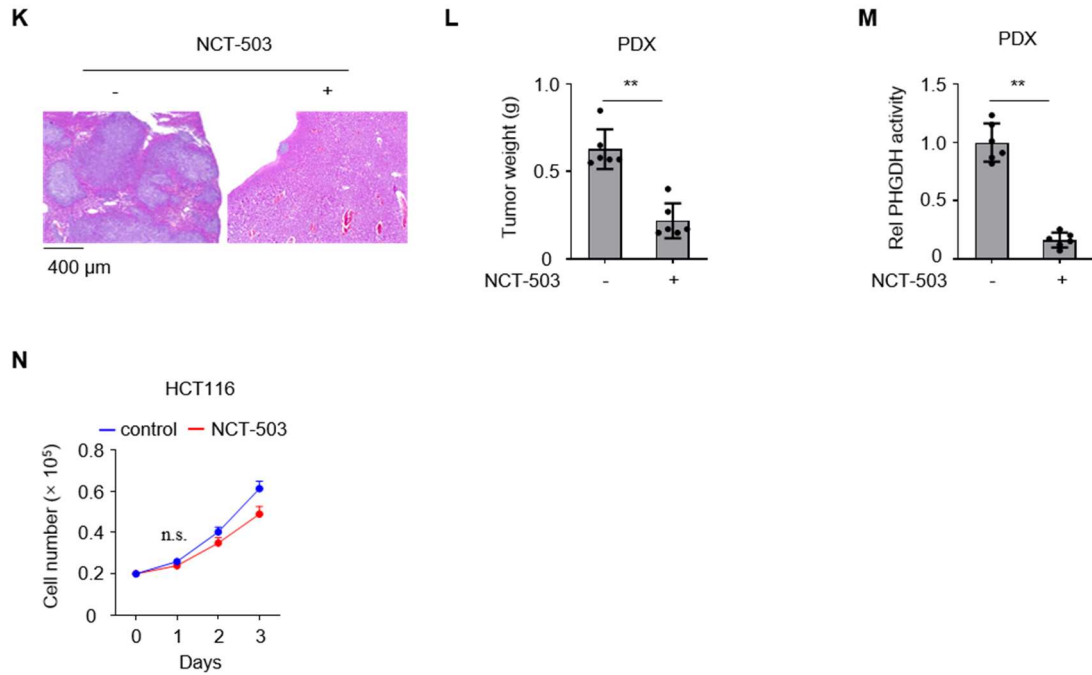 K
NCT-503
- +
400 μm
L
PDX
Tumor weight (g)
1.0
**
0.5
0
NCT-503 - +
M
PDX
Rel PHGDH activity
1.5
**
1.0
0.5
0
NCT-503 - +
N
HCT116
control NCT-503
Cell number (× 10⁵)
0.8
0.6
0.4
n.s.
0.2
0
0 1 2 3
Days